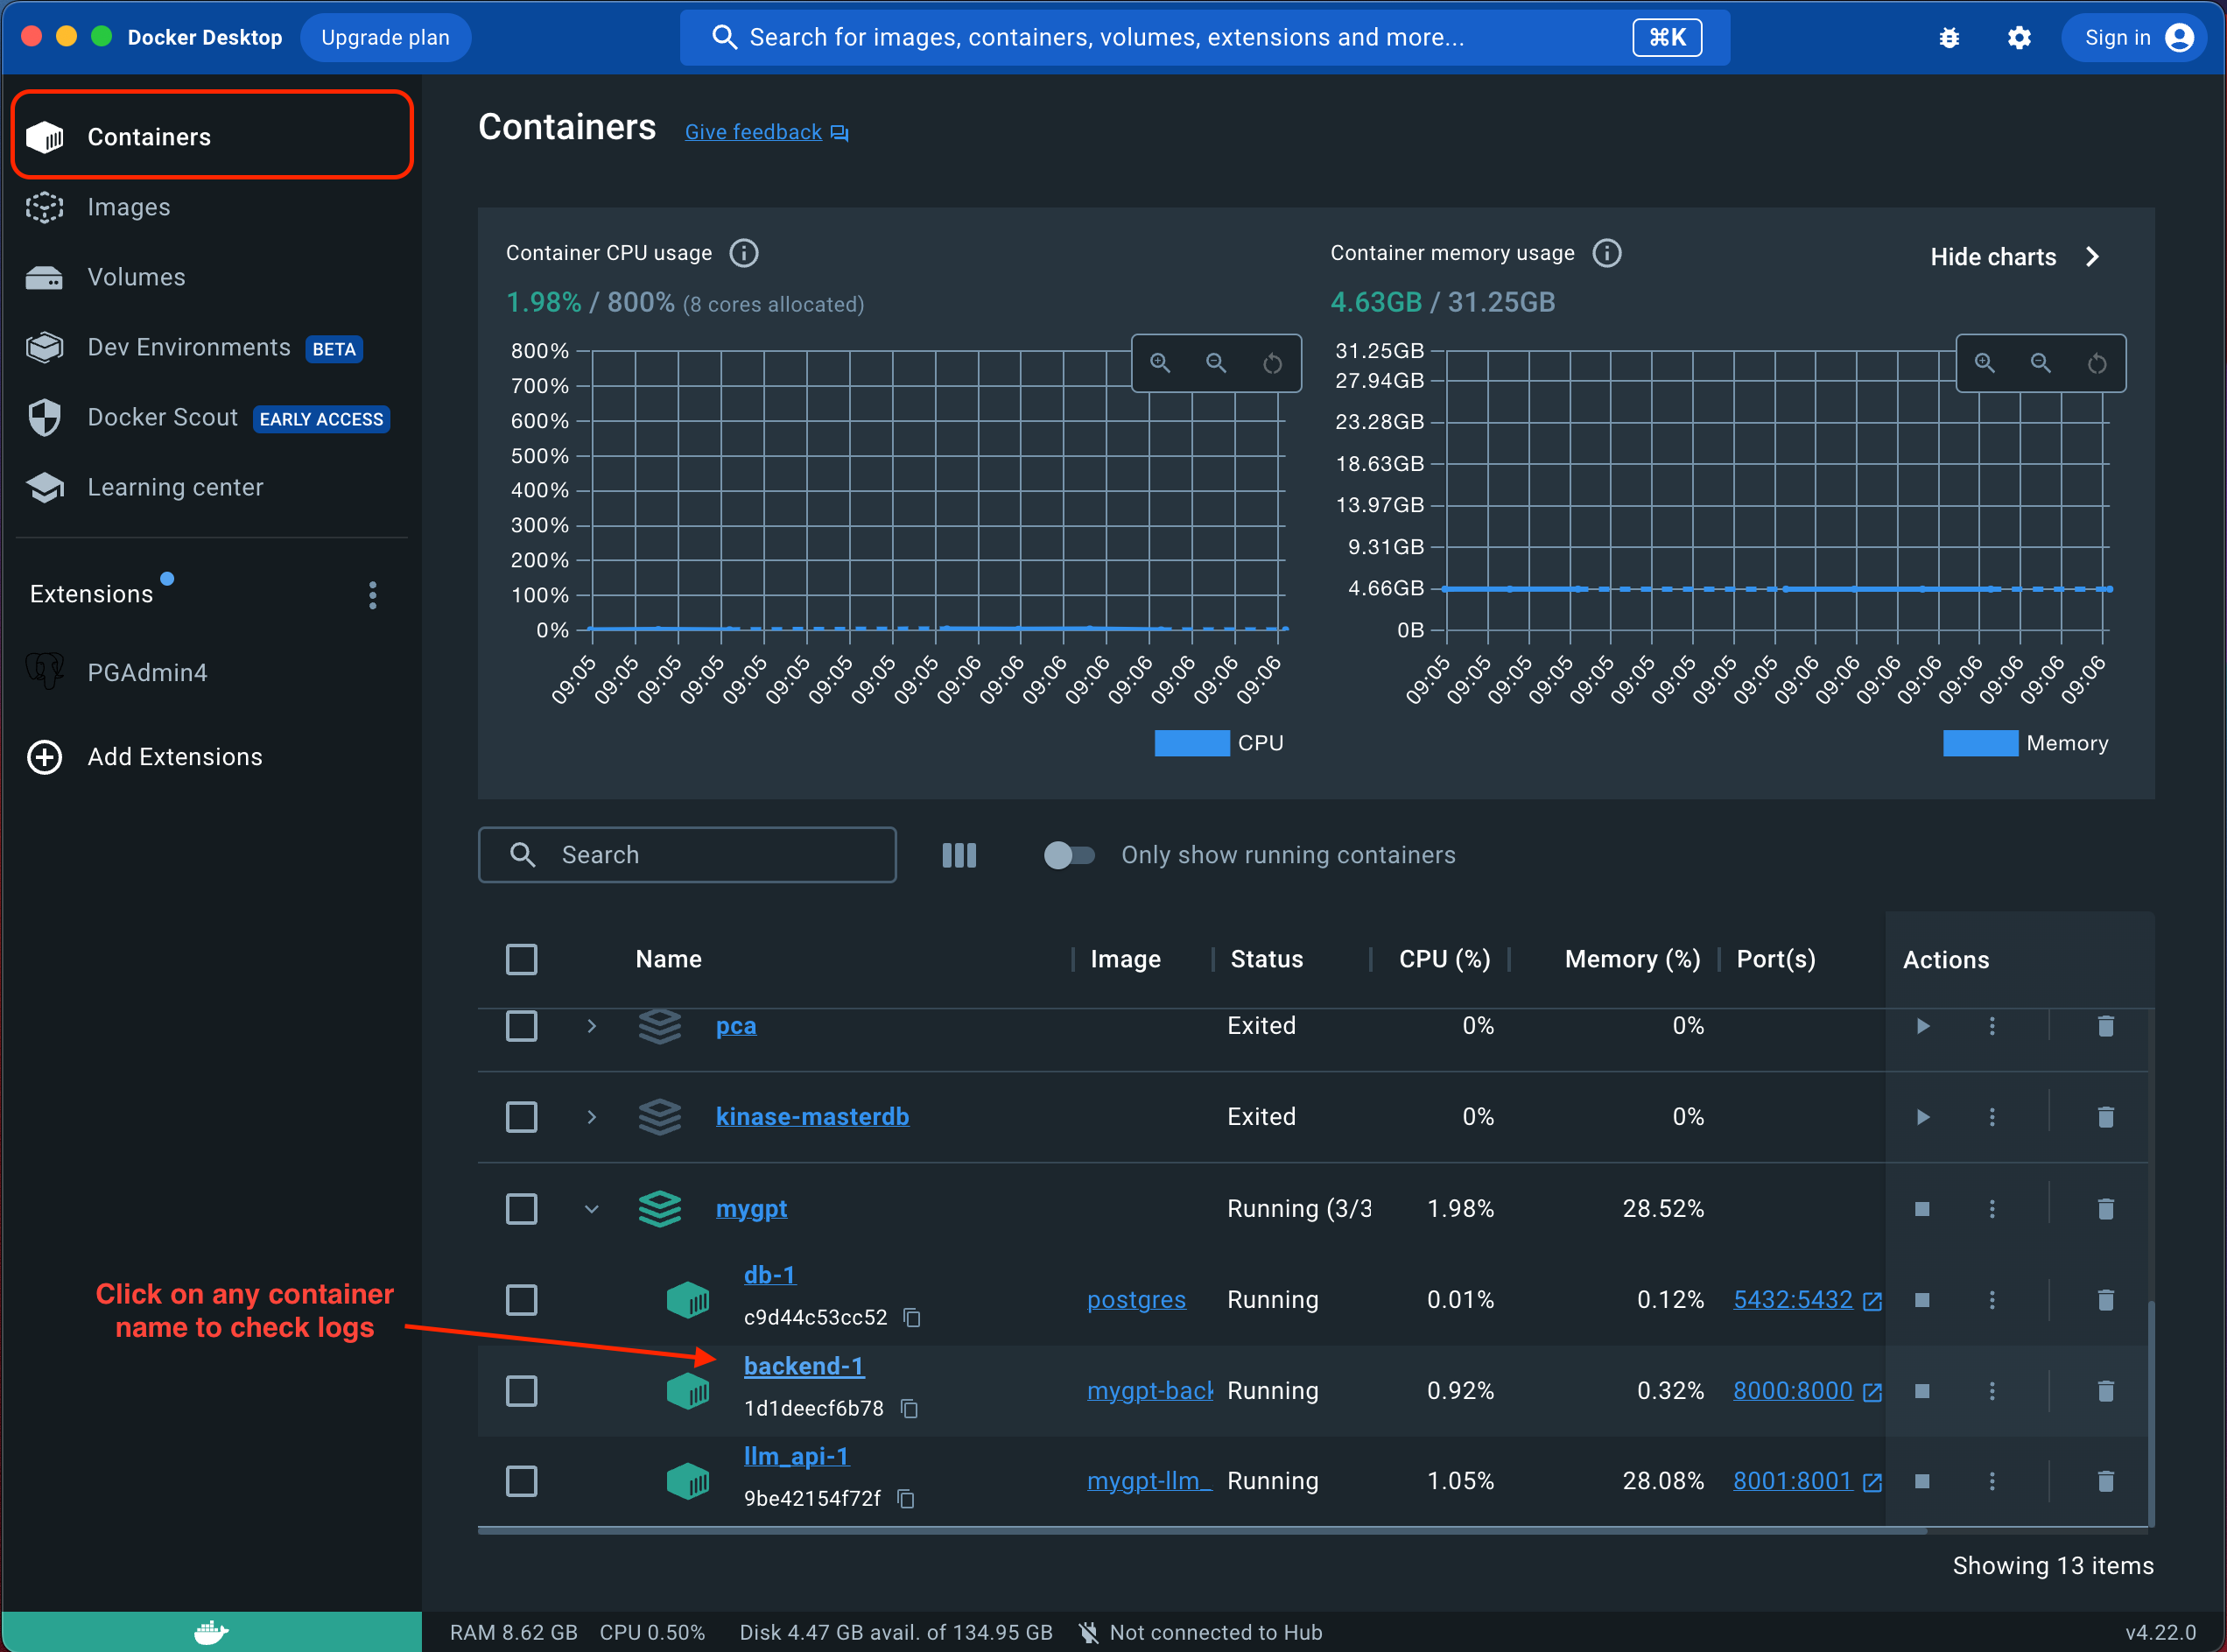 Docker Desktop
Upgrade plan
Search for images, containers, volumes, extensions and more...
⌘K
Sign in
Containers
Images
Volumes
Dev Environments BETA
Docker Scout EARLY ACCESS
Learning center
Extensions
PGAdmin4
Add Extensions
Containers Give feedback
Container CPU usage
1.98% / 800% (8 cores allocated)
800%
700%
600%
500%
400%
300%
200%
100%
0%
09:05 09:05 09:05 09:05 09:05 09:05 09:05 09:05 09:05 09:06 09:06 09:06 09:06 09:06 09:06 09:06 09:06
CPU
Container memory usage
4.63GB / 31.25GB
Hide charts
31.25GB
27.94GB
23.28GB
18.63GB
13.97GB
9.31GB
4.66GB
0B
09:05 09:05 09:05 09:05 09:05 09:05 09:05 09:05 09:05 09:06 09:06 09:06 09:06 09:06 09:06 09:06 09:06
Memory
Search
Only show running containers
Name Image Status CPU (%) Memory (%) Port(s) Actions
pca Exited 0% 0%
kinase-masterdb Exited 0% 0%
mygpt Running (3/3 1.98% 28.52%
db-1
c9d44c53cc52
postgres Running 0.01% 0.12% 5432:5432
backend-1
1d1deecf6b78
mygpt-back Running 0.92% 0.32% 8000:8000
llm_api-1
9be42154f72f
mygpt-llm_ Running 1.05% 28.08% 8001:8001
Click on any container
name to check logs
Showing 13 items
RAM 8.62 GB CPU 0.50% Disk 4.47 GB avail. of 134.95 GB Not connected to Hub
v4.22.0